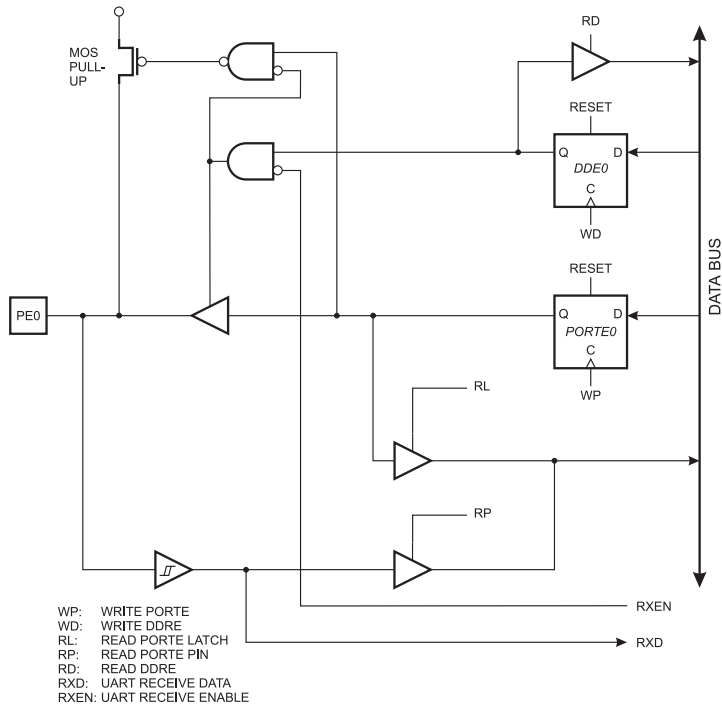 RD
MOS
PULL-
UP
RESET
Q
D
DDE0
C
WD
DATA BUS
RESET
PE0
Q
D
PORTE0
C
WP
RL
RP
RXEN
RXD
WP: WRITE PORTE
WD: WRITE DDRE
RL: READ PORTE LATCH
RP: READ PORTE PIN
RD: READ DDRE
RXD: UART RECEIVE DATA
RXEN: UART RECEIVE ENABLE